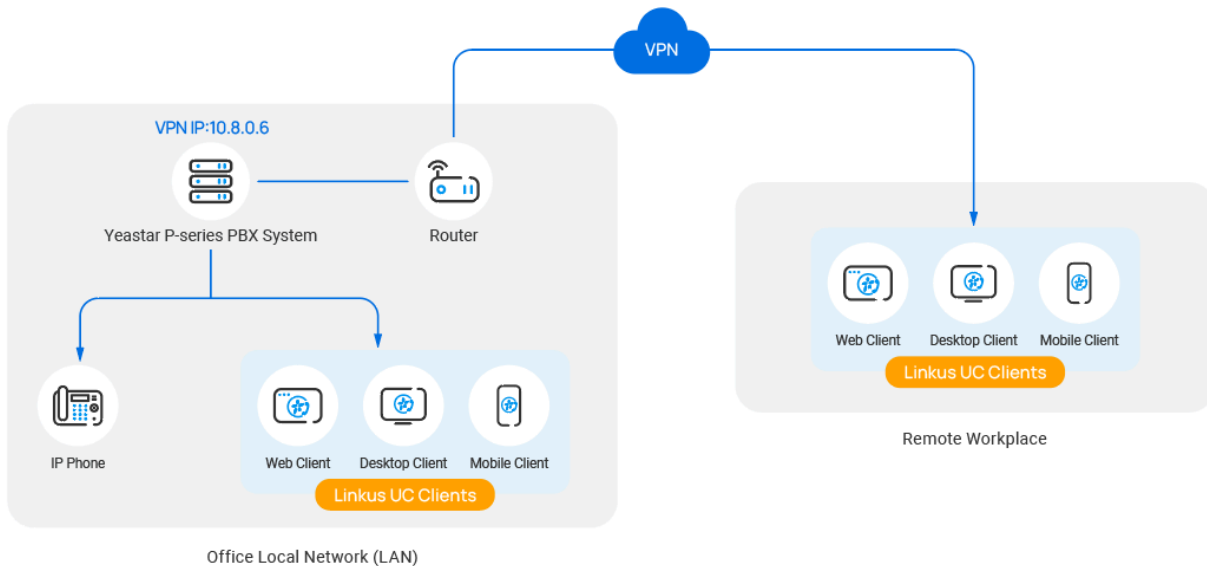 VPN
VPN IP:10.8.0.6
Yeastar P-series PBX System
Router
IP Phone
Web Client
Desktop Client
Mobile Client
Linkus UC Clients
Office Local Network (LAN)
Web Client
Desktop Client
Mobile Client
Linkus UC Clients
Remote Workplace